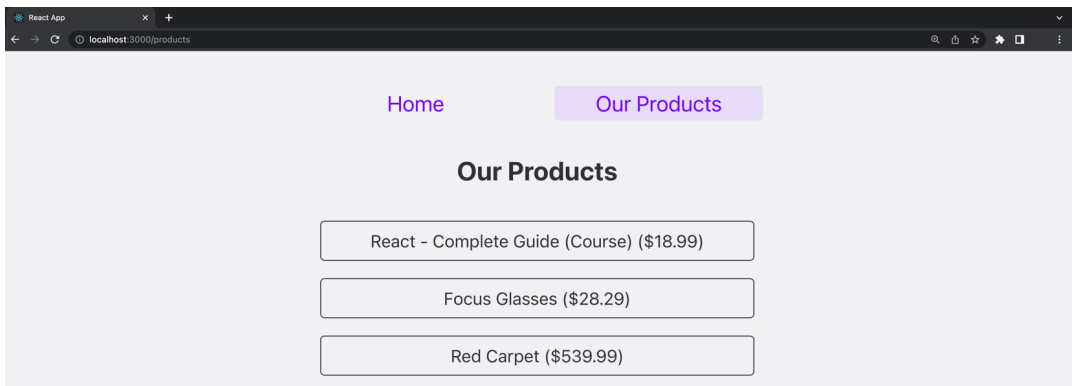 React App
localhost:3000/products
Home Our Products
Our Products
React - Complete Guide (Course) ($18.99)
Focus Glasses ($28.29)
Red Carpet ($539.99)